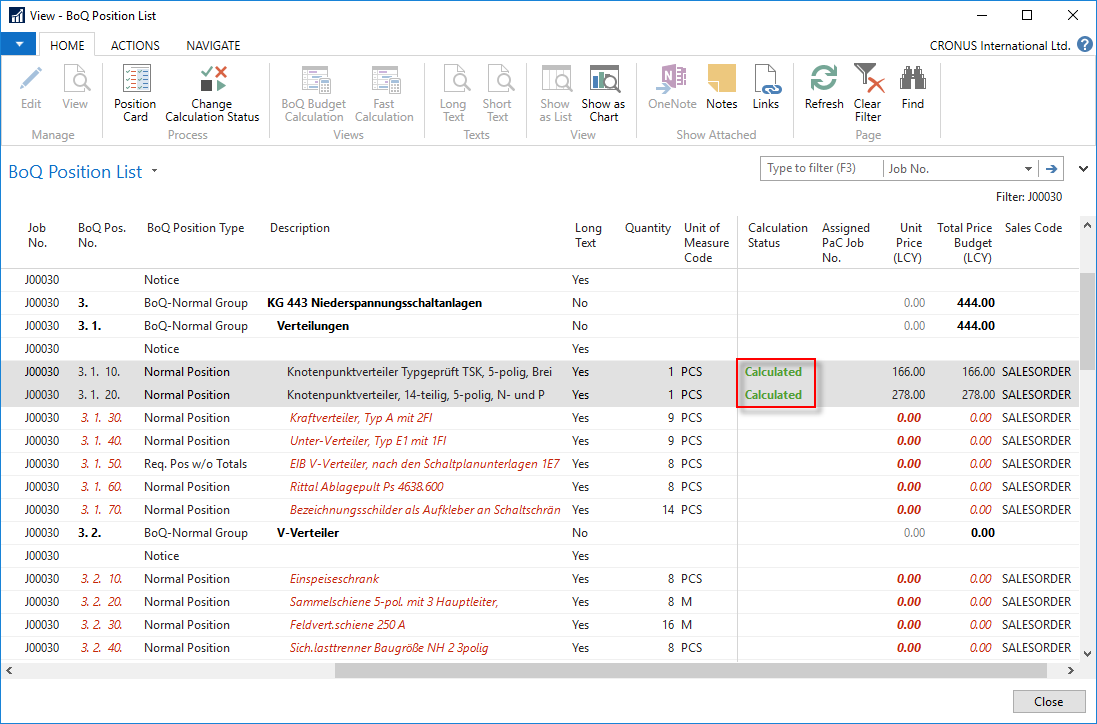 View - BoQ Position List
HOME ACTIONS NAVIGATE CRONUS International Ltd. ?
Edit View Position Card Change Calculation Status BoQ Budget Calculation Fast Calculation Long Text Short Text Show as List Show as Chart OneNote Notes Links Refresh Clear Filter Find
Manage Process Views Texts View Show Attached Page
BoQ Position List Type to filter (F3) Job No.
Filter: J00030
Job No. BoQ Pos. No. BoQ Position Type Description Long Text Quantity Unit of Measure Code Calculation Status Assigned PaC Job No. Unit Price (LCY) Total Price Budget (LCY) Sales Code
J00030 Notice Yes
J00030 3. BoQ-Normal Group KG 443 Niederspannungsschaltanlagen No 0.00 444.00
J00030 3. 1. BoQ-Normal Group Verteilungen No 0.00 444.00
J00030 Notice Yes
J00030 3. 1. 10. Normal Position Knotenpunktverteiler Typgeprüft TSK, 5-polig, Brei Yes 1 PCS Calculated 166.00 166.00 SALESORDER
J00030 3. 1. 20. Normal Position Knotenpunktverteiler, 14-teilig, 5-polig, N- und P Yes 1 PCS Calculated 278.00 278.00 SALESORDER
J00030 3. 1. 30. Normal Position Kraftverteiler, Typ A mit 2FI Yes 9 PCS 0.00 0.00 SALESORDER
J00030 3. 1. 40. Normal Position Unter-Verteiler, Typ E1 mit 1FI Yes 9 PCS 0.00 0.00 SALESORDER
J00030 3. 1. 50. Req. Pos w/o Totals EIB V-Verteiler, nach den Schaltplanunterlagen 1E7 Yes 8 PCS 0.00 0.00 SALESORDER
J00030 3. 1. 60. Normal Position Rittal Ablagepult Ps 4638.600 Yes 8 PCS 0.00 0.00 SALESORDER
J00030 3. 1. 70. Normal Position Bezeichnungsschilder als Aufkleber an Schaltschrän Yes 14 PCS 0.00 0.00 SALESORDER
J00030 3. 2. BoQ-Normal Group V-Verteiler No 0.00 0.00
J00030 Notice Yes
J00030 3. 2. 10. Normal Position Einspeiseschrank Yes 8 PCS 0.00 0.00 SALESORDER
J00030 3. 2. 20. Normal Position Sammelschiene 5-pol. mit 3 Hauptleiter, Yes 8 M 0.00 0.00 SALESORDER
J00030 3. 2. 30. Normal Position Feldvert.schiene 250 A Yes 16 M 0.00 0.00 SALESORDER
J00030 3. 2. 40. Normal Position Sich.lasttrenner Baugröße NH 2 3polig Yes 8 PCS 0.00 0.00 SALESORDER
Close